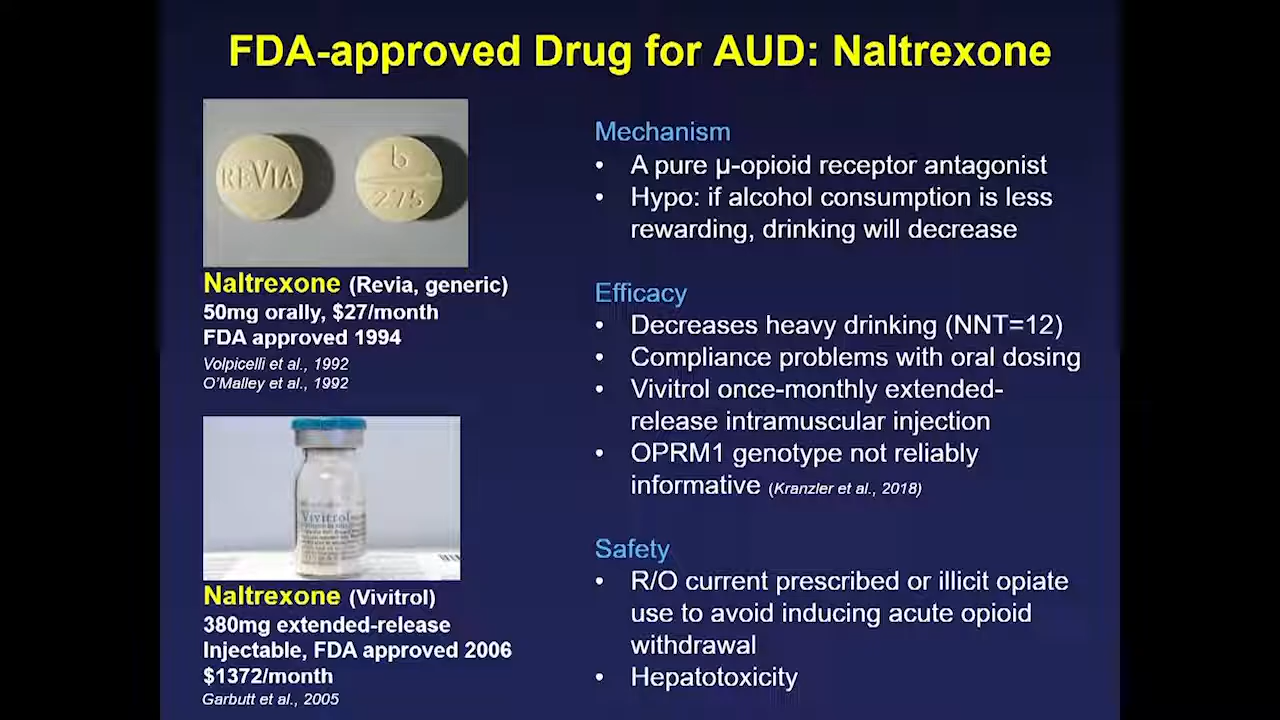 FDA-approved Drug for AUD: Naltrexone
REVIA
b
275
Naltrexone (Revia, generic)
50mg orally, $27/month
FDA approved 1994
Volpicelli et al., 1992
O'Malley et al., 1992
Vivitrol
Naltrexone (Vivitrol)
380mg extended-release
Injectable, FDA approved 2006
$1372/month
Garbutt et al., 2005
Mechanism
• A pure μ-opioid receptor antagonist
• Hypo: if alcohol consumption is less
rewarding, drinking will decrease
Efficacy
• Decreases heavy drinking (NNT=12)
• Compliance problems with oral dosing
• Vivitrol once-monthly extended-
release intramuscular injection
• OPRM1 genotype not reliably
informative (Kranzler et al., 2018)
Safety
• R/O current prescribed or illicit opiate
use to avoid inducing acute opioid
withdrawal
• Hepatotoxicity